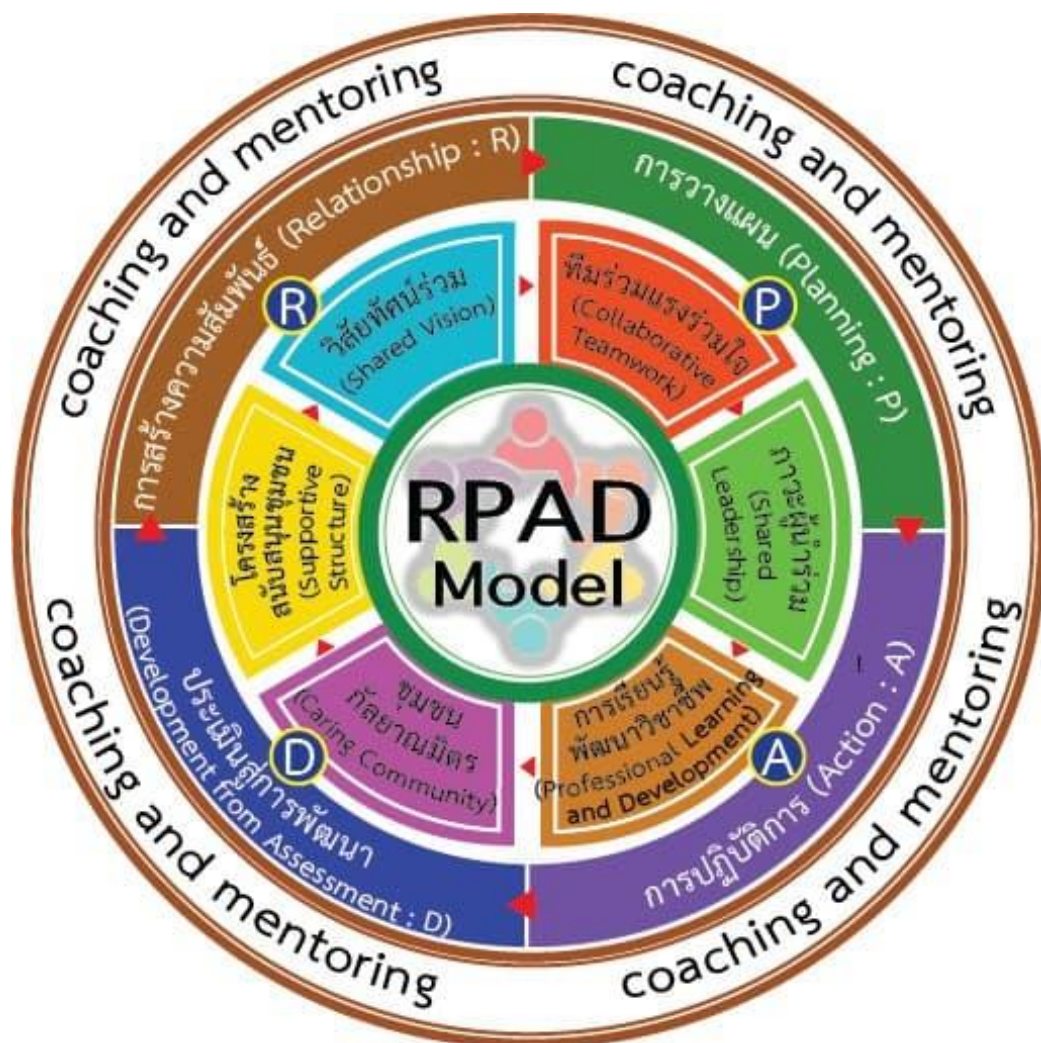 coaching and mentoring
coaching and mentoring
coaching and mentoring
coaching and mentoring
การสร้างความสัมพันธ์ (Relationship : R)
การวางแผน (Planning : P)
การปฏิบัติการ (Action : A)
ประเมินสู่การพัฒนา
(Development from Assessment : D)
R
P
A
D
วิสัยทัศน์ร่วม
(Shared Vision)
ทีมร่วมแรงร่วมใจ
(Collaborative
Teamwork)
ภาวะผู้นำร่วม
(Shared
Leadership)
การเรียนรู้
พัฒนาวิชาชีพ
(Professional Learning
and Development)
ชุมชน
กัลยาณมิตร
(Caring Community)
โครงสร้าง
สนับสนุนชุมชน
(Supportive
Structure)
RPAD
Model